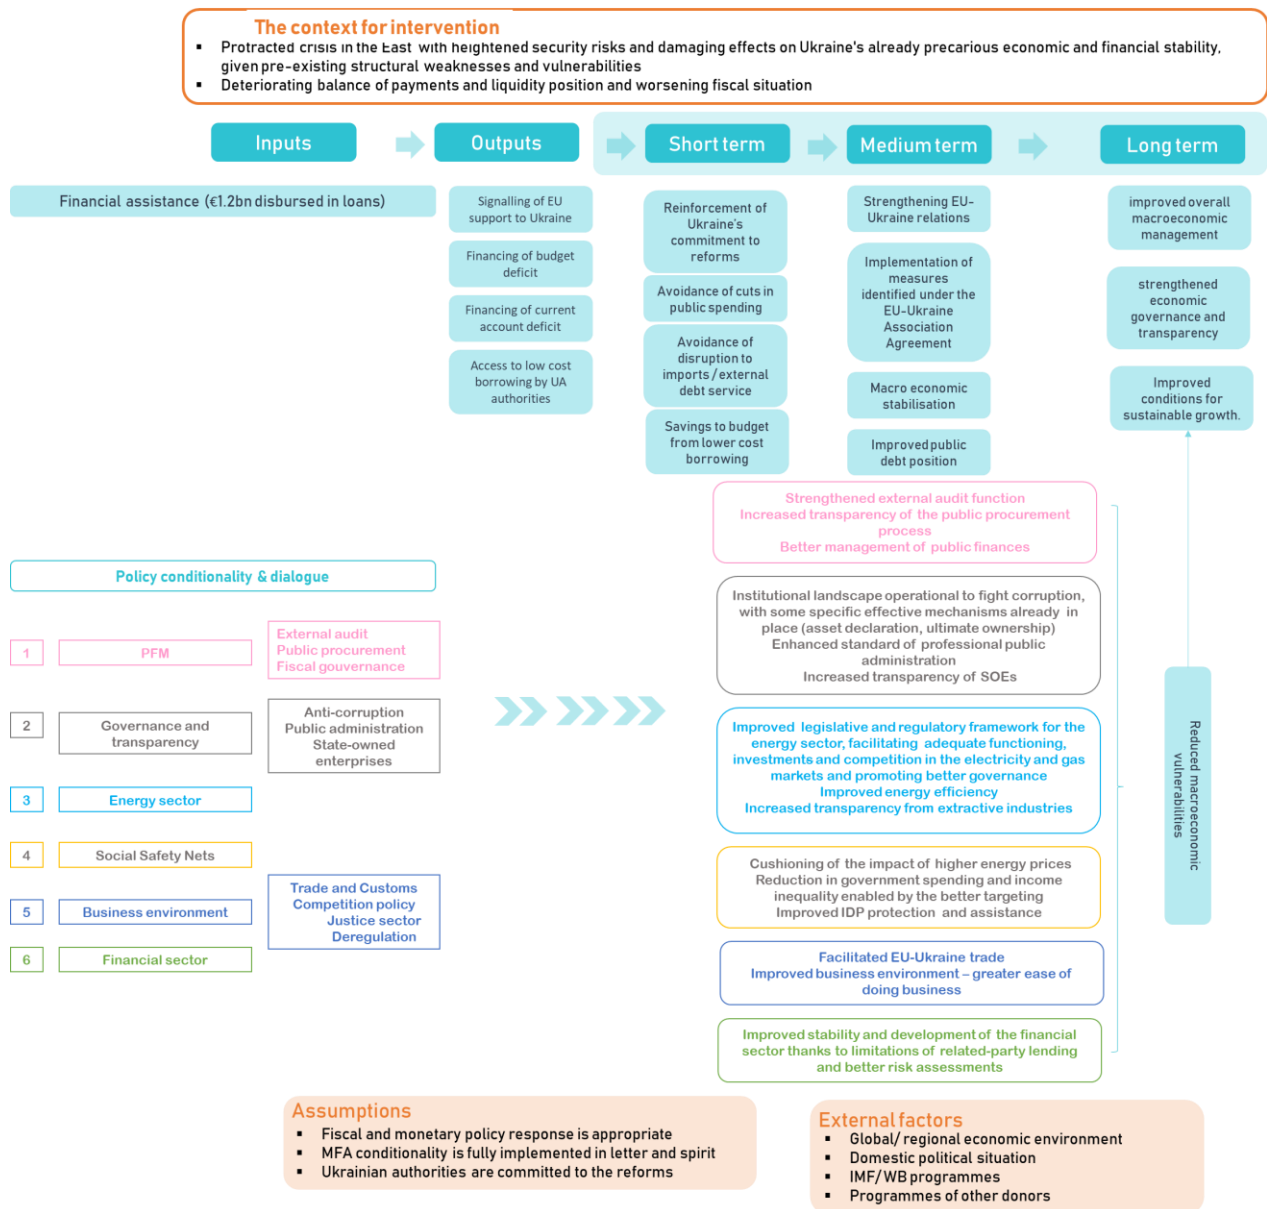 The context for intervention
▪ Protracted crisis in the East with heightened security risks and damaging effects on Ukraine's already precarious economic and financial stability,
given pre-existing structural weaknesses and vulnerabilities
▪ Deteriorating balance of payments and liquidity position and worsening fiscal situation
Inputs
Outputs
Short term
Medium term
Long term
Financial assistance (€1.2bn disbursed in loans)
Signalling of EU
support to Ukraine
Financing of budget
deficit
Financing of current
account deficit
Access to low cost
borrowing by UA
authorities
Reinforcement of
Ukraine's
commitment to
reforms
Avoidance of cuts in
public spending
Avoidance of
disruption to
imports / external
debt service
Savings to budget
from lower cost
borrowing
Strengthening EU-
Ukraine relations
Implementation of
measures
identified under the
EU-Ukraine
Association
Agreement
Macro economic
stabilisation
Improved public
debt position
improved overall
macroeconomic
management
strengthened
economic
governance and
transparency
Improved
conditions for
sustainable growth.
Policy conditionality & dialogue
1
PFM
External audit
Public procurement
Fiscal gouvernance
2
Governance and
transparency
Anti-corruption
Public administration
State-owned
enterprises
3
Energy sector
4
Social Safety Nets
5
Business environment
Trade and Customs
Competition policy
Justice sector
Deregulation
6
Financial sector
Strengthened external audit function
Increased transparency of the public procurement
process
Better management of public finances
Institutional landscape operational to fight corruption,
with some specific effective mechanisms already in
place (asset declaration, ultimate ownership)
Enhanced standard of professional public
administration
Increased transparency of SOEs
Improved legislative and regulatory framework for the
energy sector, facilitating adequate functioning,
investments and competition in the electricity and gas
markets and promoting better governance
Improved energy efficiency
Increased transparency from extractive industries
Cushioning of the impact of higher energy prices
Reduction in government spending and income
inequality enabled by the better targeting
Improved IDP protection and assistance
Facilitated EU-Ukraine trade
Improved business environment – greater ease of
doing business
Improved stability and development of the financial
sector thanks to limitations of related-party lending
and better risk assessments
Reduced macroeconomic
vulnerabilities
Assumptions
▪ Fiscal and monetary policy response is appropriate
▪ MFA conditionality is fully implemented in letter and spirit
▪ Ukrainian authorities are committed to the reforms
External factors
▪ Global/ regional economic environment
▪ Domestic political situation
▪ IMF/ WB programmes
▪ Programmes of other donors